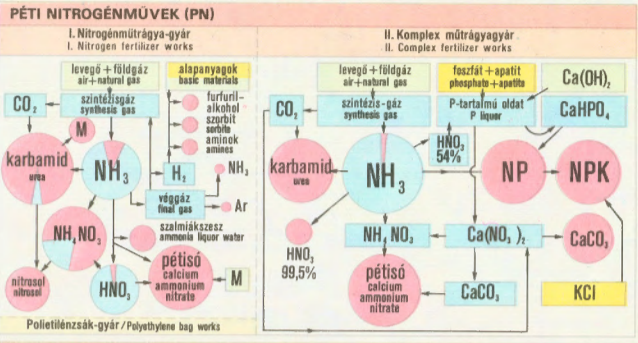 PÉTI NITROGÉNMŰVEK (PN)
I. Nitrogénműtrágya-gyár
I. Nitrogen fertilizer works
levegő + földgáz
air+natural gas
alapanyagok
basic materials
CO₂
szintézisgáz
synthesis gas
furfuril-
alkohol
szorbit
sorbite
aminok
amines
M
karbamid
urea
NH₃
H₂
NH₃
véggáz
final gas
Ar
szalmiákszesz
ammonia liquor water
NH₄NO₃
nitrosol
nitrosol
HNO₃
pétisó
calcium
ammonium
nitrate
M
Polietilénzsák-gyár/Polyethylene bag works
II. Komplex műtrágyagyár
II. Complex fertilizer works
levegő + földgáz
air+natural gas
foszfát + apatit
phosphate+apatite
Ca(OH)₂
CO₂
szintézis-gáz
synthesis gas
P-tartalmú oldat
P liquor
CaHPO₄
HNO₃
54%
karbamid
urea
NH₃
NP
NPK
HNO₃
99,5%
NH₄ NO₃
Ca(NO₃)₂
CaCO₃
pétisó
calcium
ammonium
nitrate
CaCO₃
KCl